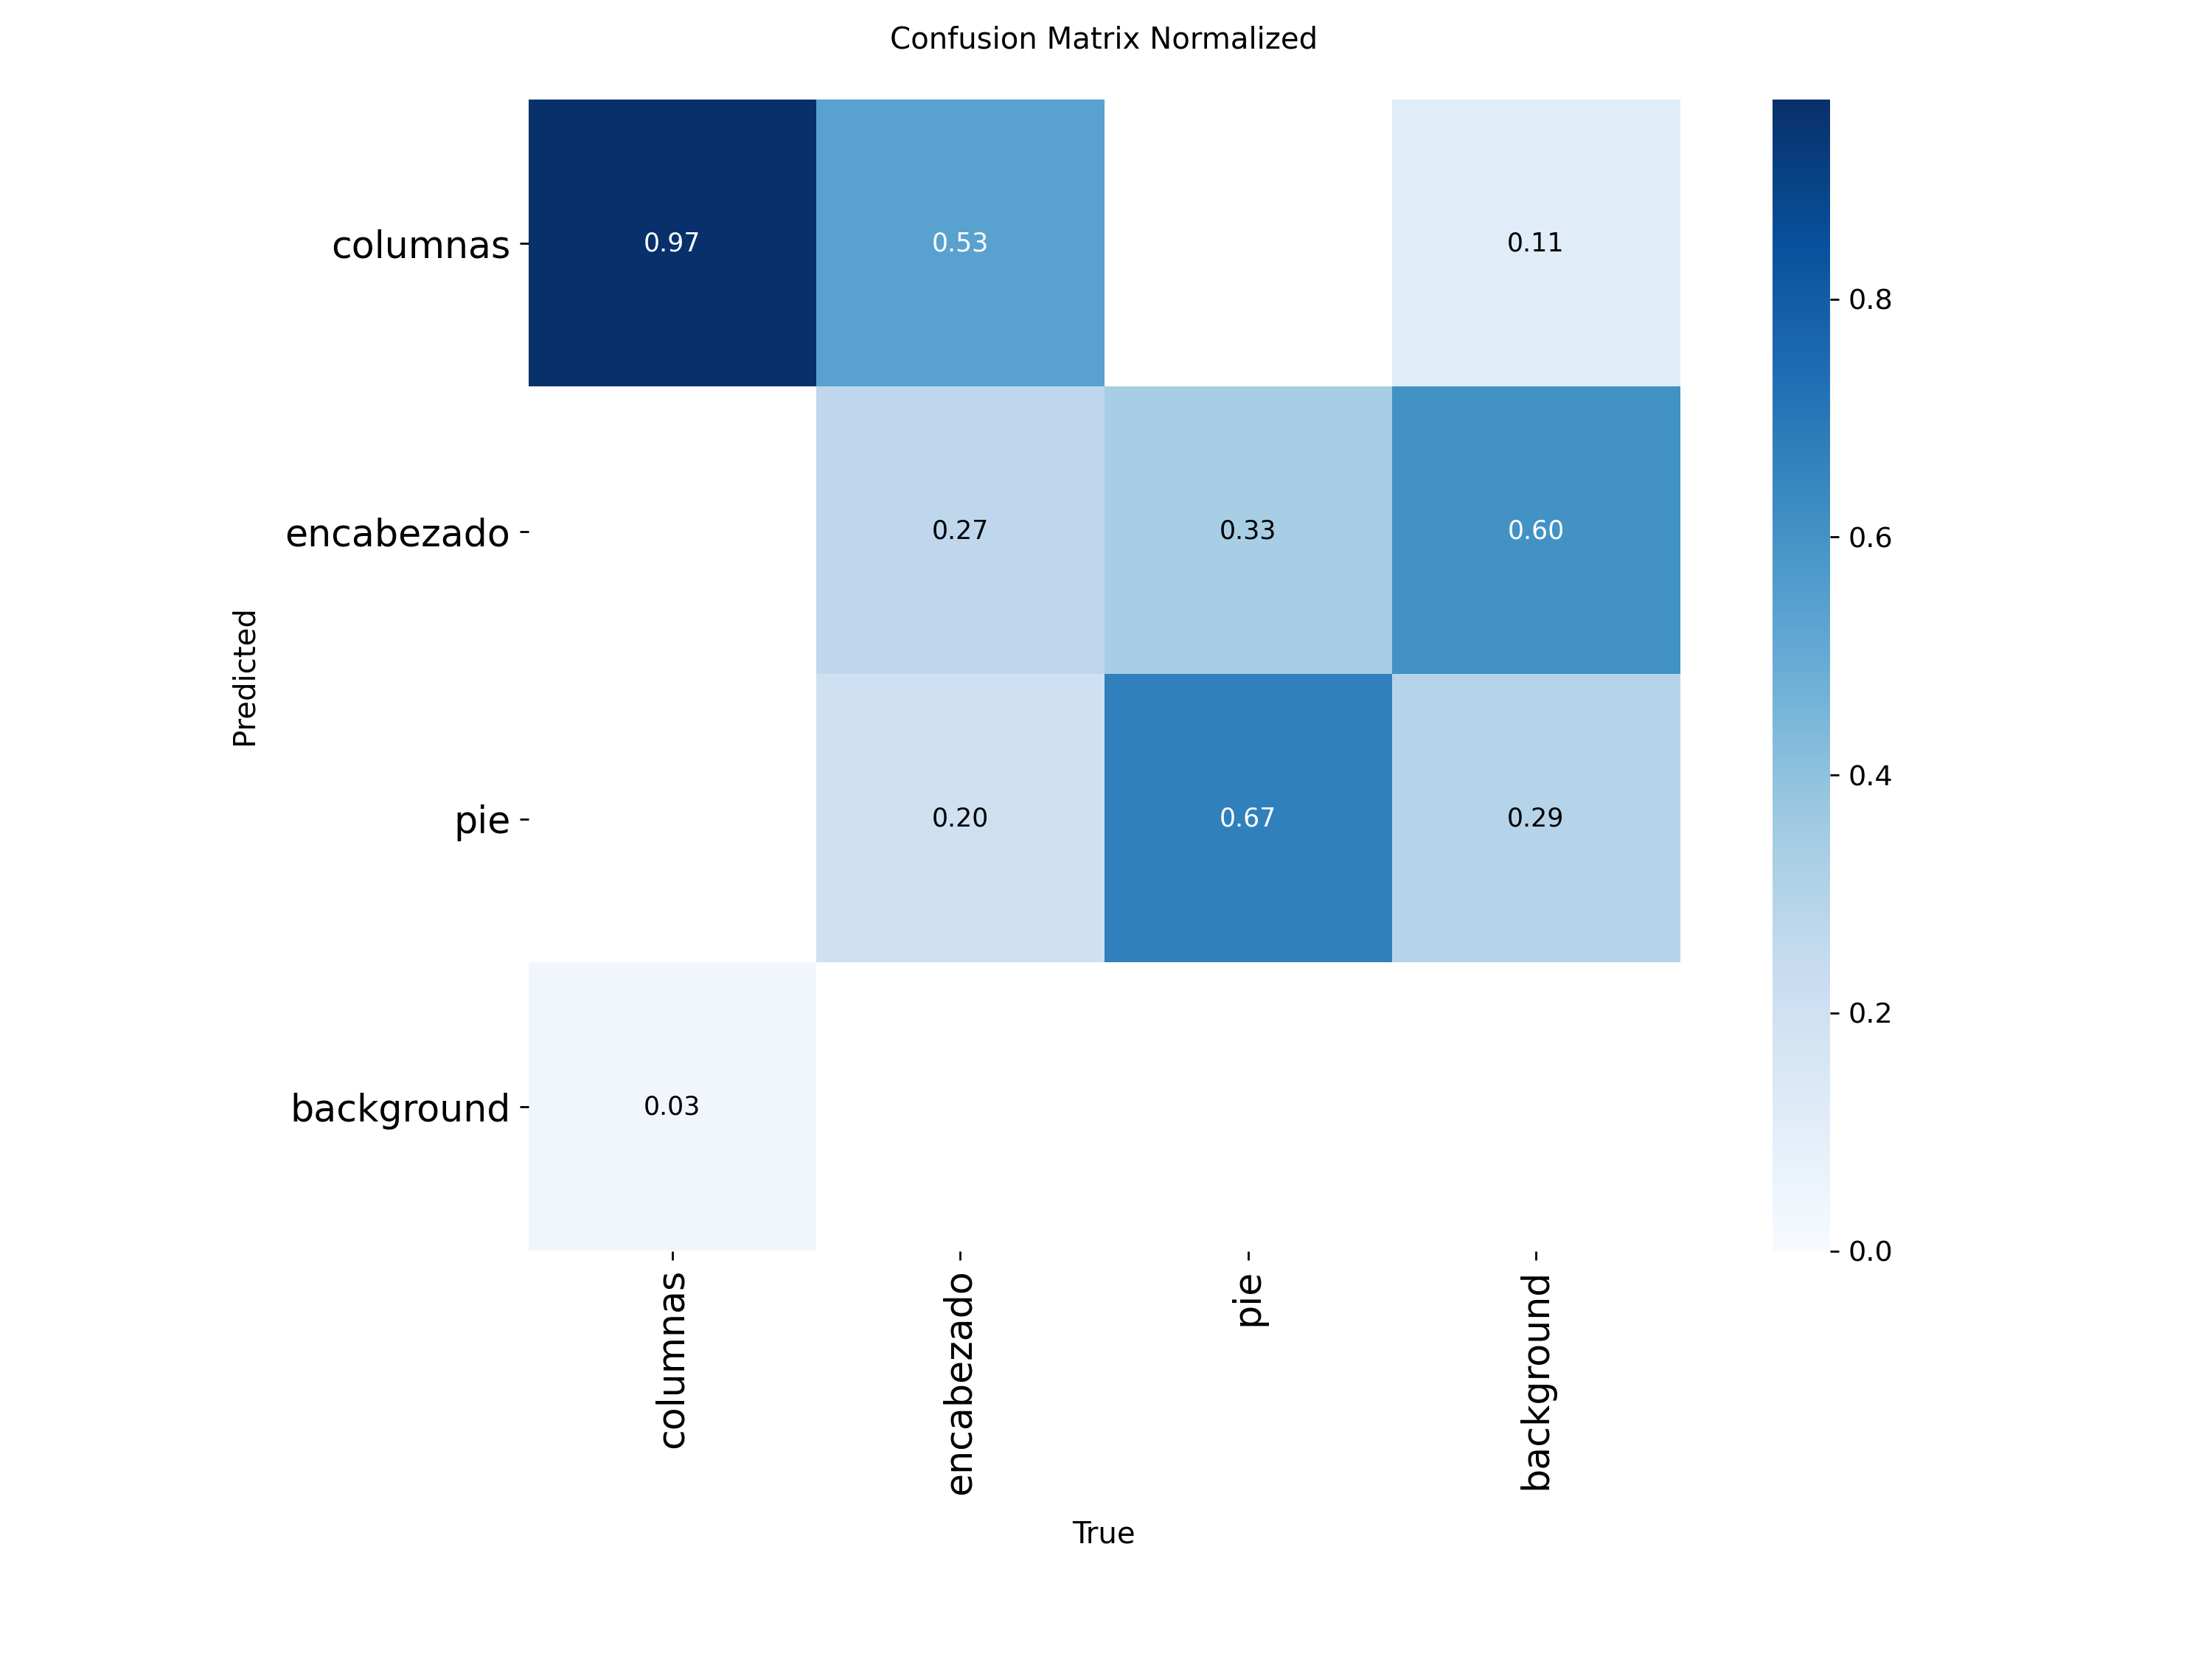 Confusion Matrix Normalized
columnas
0.97
0.53
0.11
0.8
encabezado
0.27
0.33
0.60
0.6
Predicted
0.4
pie
0.20
0.67
0.29
0.2
background
0.03
0.0
columnas
encabezado
pie
background
True